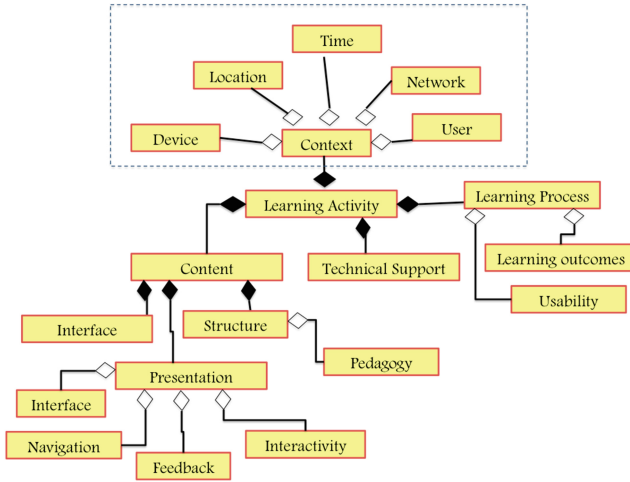 Time
Location
Network
Device
User
Context
Learning Process
Learning Activity
Learning outcomes
Content
Technical Support
Usability
Interface
Structure
Pedagogy
Presentation
Interface
Navigation
Interactivity
Feedback